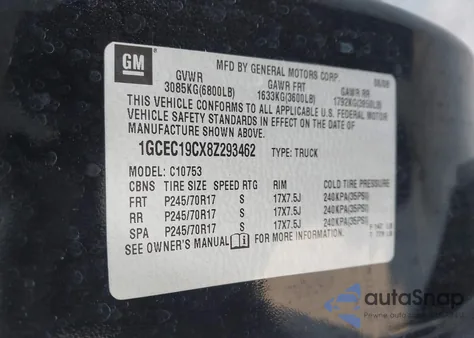 GM
MFD BY GENERAL MOTORS CORP.
GVWR GAWR FRT GAWR RR
3085KG(6800LB) 1633KG(3600LB) 1792KG(3950LB)
THIS VEHICLE CONFORMS TO ALL APPLICABLE U.S. FEDERAL MOTOR
VEHICLE SAFETY STANDARDS IN EFFECT ON THE DATE OF
1GCEC19CX8Z293462 TYPE: TRUCK
MODEL: C10753
CBNS TIRE SIZE SPEED RTG RIM COLD TIRE PRESSURE
FRT P245/70R17 S 17X7.5J 240KPA(35PSI)
RR P245/70R17 S 17X7.5J 240KPA(35PSI)
SPA P245/70R17 S 17X7.5J 240KPA(35PSI)
SEE OWNER'S MANUAL FOR MORE INFORMATION.
autoSnap